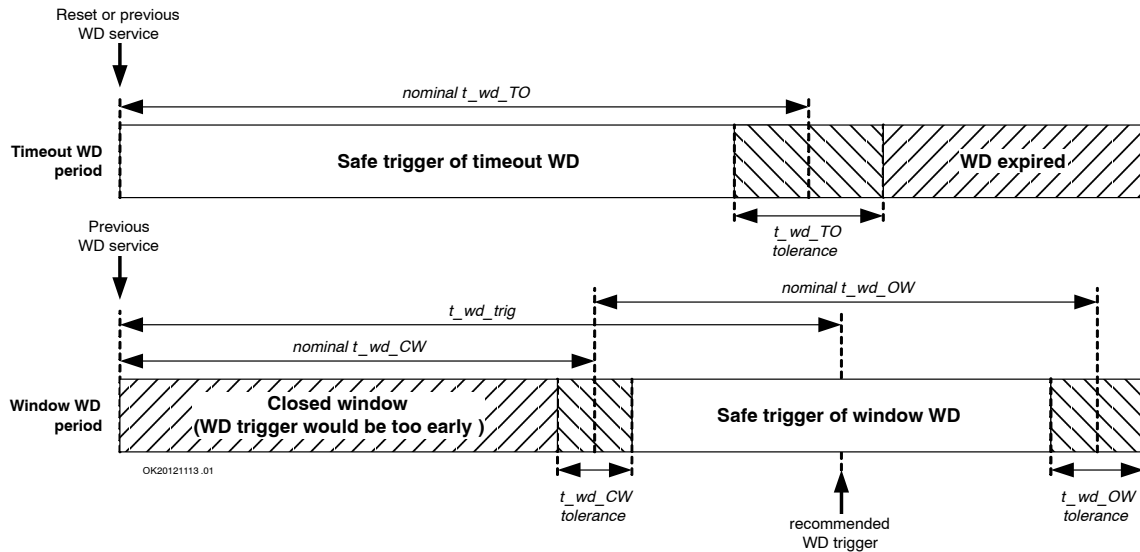 Reset or previous
WD service
nominal t_wd_TO
Timeout WD
period
Safe trigger of timeout WD
WD expired
t_wd_TO
tolerance
Previous
WD service
nominal t_wd_OW
t_wd_trig
nominal t_wd_CW
Window WD
period
Closed window
(WD trigger would be too early )
Safe trigger of window WD
OK20121113 .01
t_wd_CW
tolerance
recommended
WD trigger
t_wd_OW
tolerance